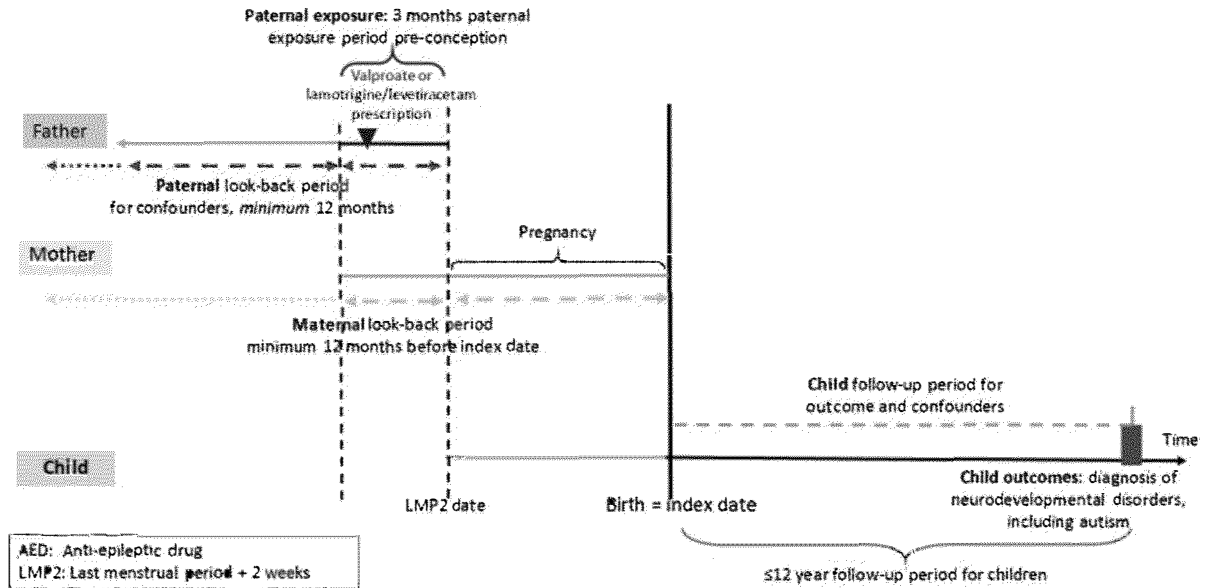 Paternal exposure: 3 months paternal
exposure period pre-conception
Valproate or
lamotrigine/levetiracetam
prescription
Father
Paternal look-back period
for confounders, minimum 12 months
Pregnancy
Mother
Maternal look-back period
minimum 12 months before index date
Child follow-up period for
outcome and confounders
Time
Child
Child outcomes: diagnosis of
neurodevelopmental disorders,
including autism
LMP2 date
Birth = index date
AED: Anti-epileptic drug
LMP2: Last menstrual period + 2 weeks
≤12 year follow-up period for children